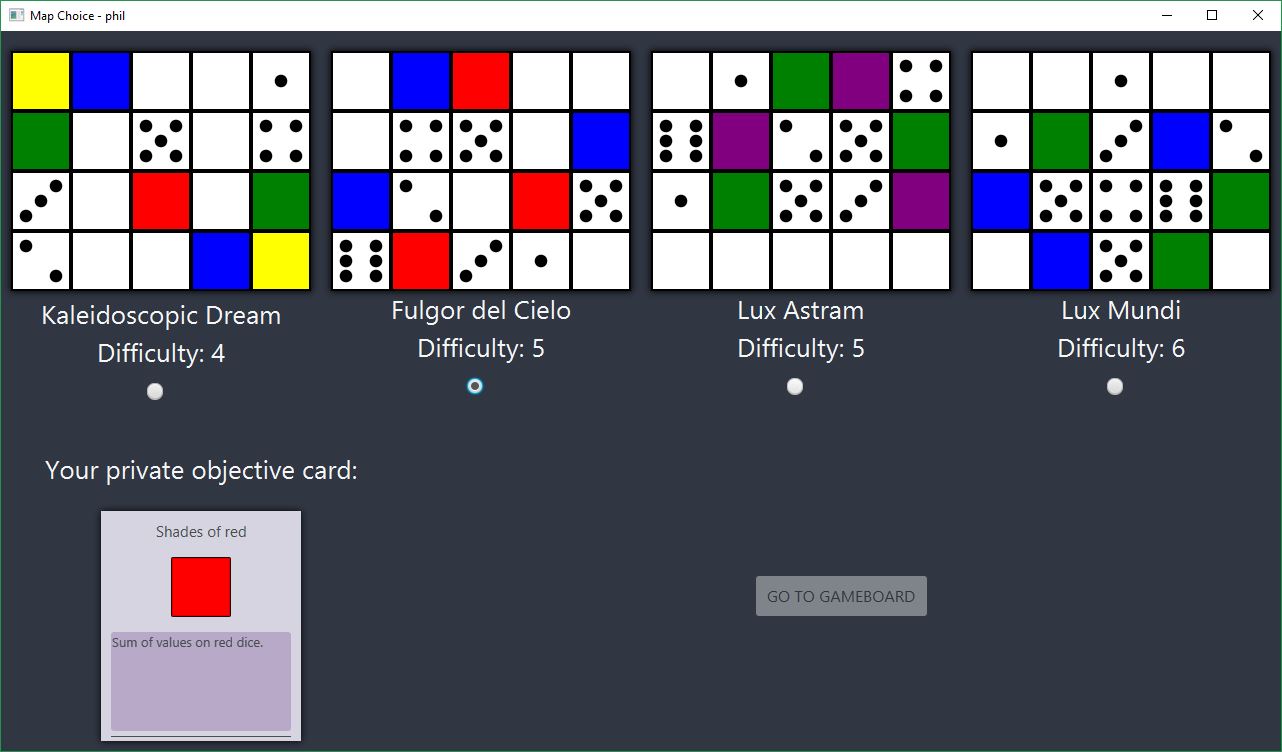 Map Choice - phil
Kaleidoscopic Dream
Difficulty: 4
Fulgor del Cielo
Difficulty: 5
Lux Astram
Difficulty: 5
Lux Mundi
Difficulty: 6
Your private objective card:
Shades of red
Sum of values on red dice.
GO TO GAMEBOARD